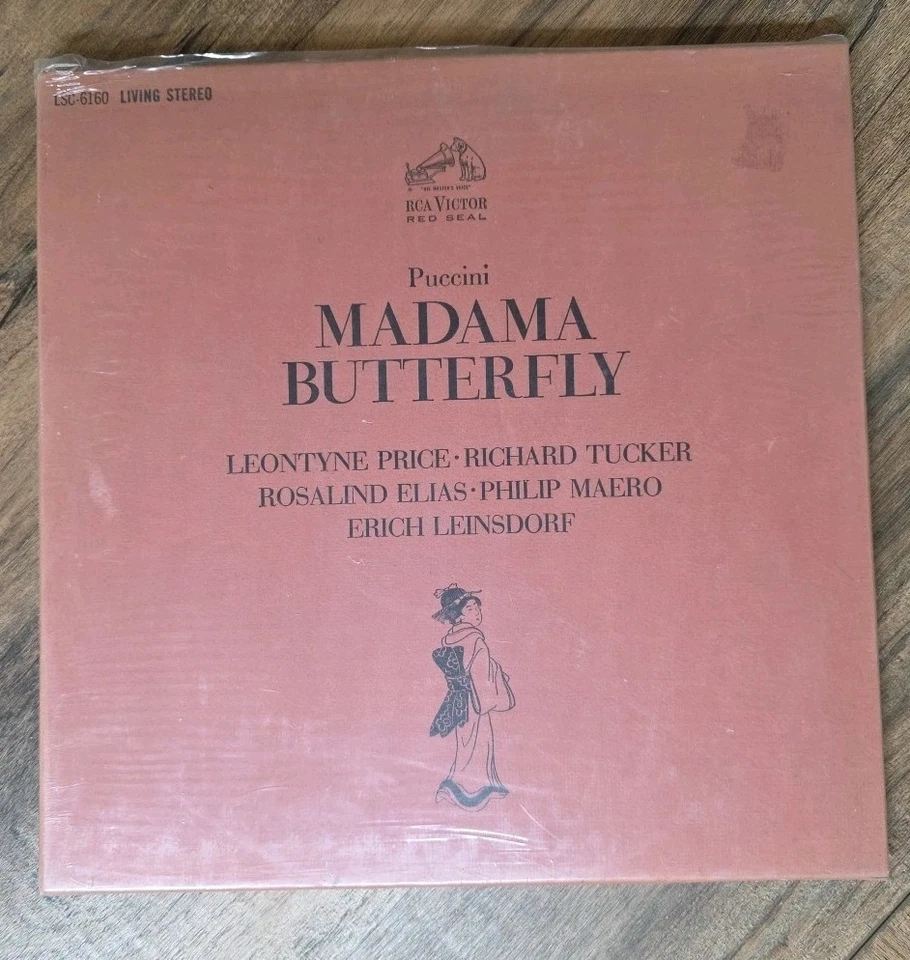 LSC-6160 LIVING STEREO
"HIS MASTER'S VOICE"
RCA VICTOR
RED SEAL
Puccini
MADAMA
BUTTERFLY
LEONTYNE PRICE · RICHARD TUCKER
ROSALIND ELIAS · PHILIP MAERO
ERICH LEINSDORF